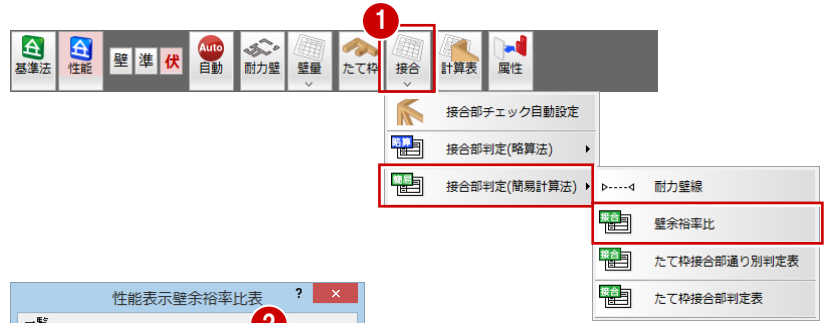 1
基準法 性能 壁 準 伏 Auto 自動 耐力壁 壁量 たて枠 接合 計算表 属性
接合部チェック自動設定
略算 接合部判定(略算法)
簡易 接合部判定(簡易計算法)
耐力壁線
接合 壁余裕率比
接合 たて枠接合部通り別判定表
接合 たて枠接合部判定表
性能表示壁余裕率比表 ? ×
一覧
2